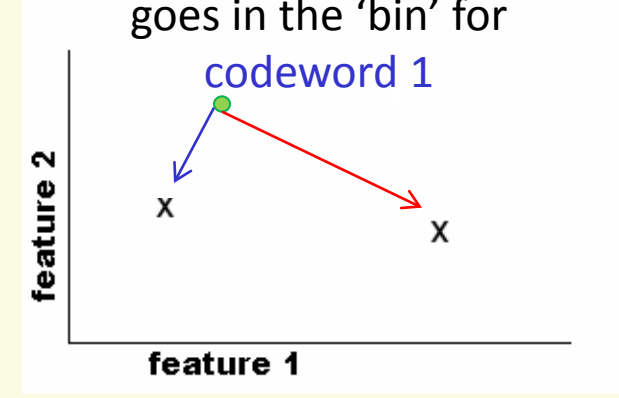 goes in the ‘bin’ for
codeword 1
X
X
feature 2
feature 1